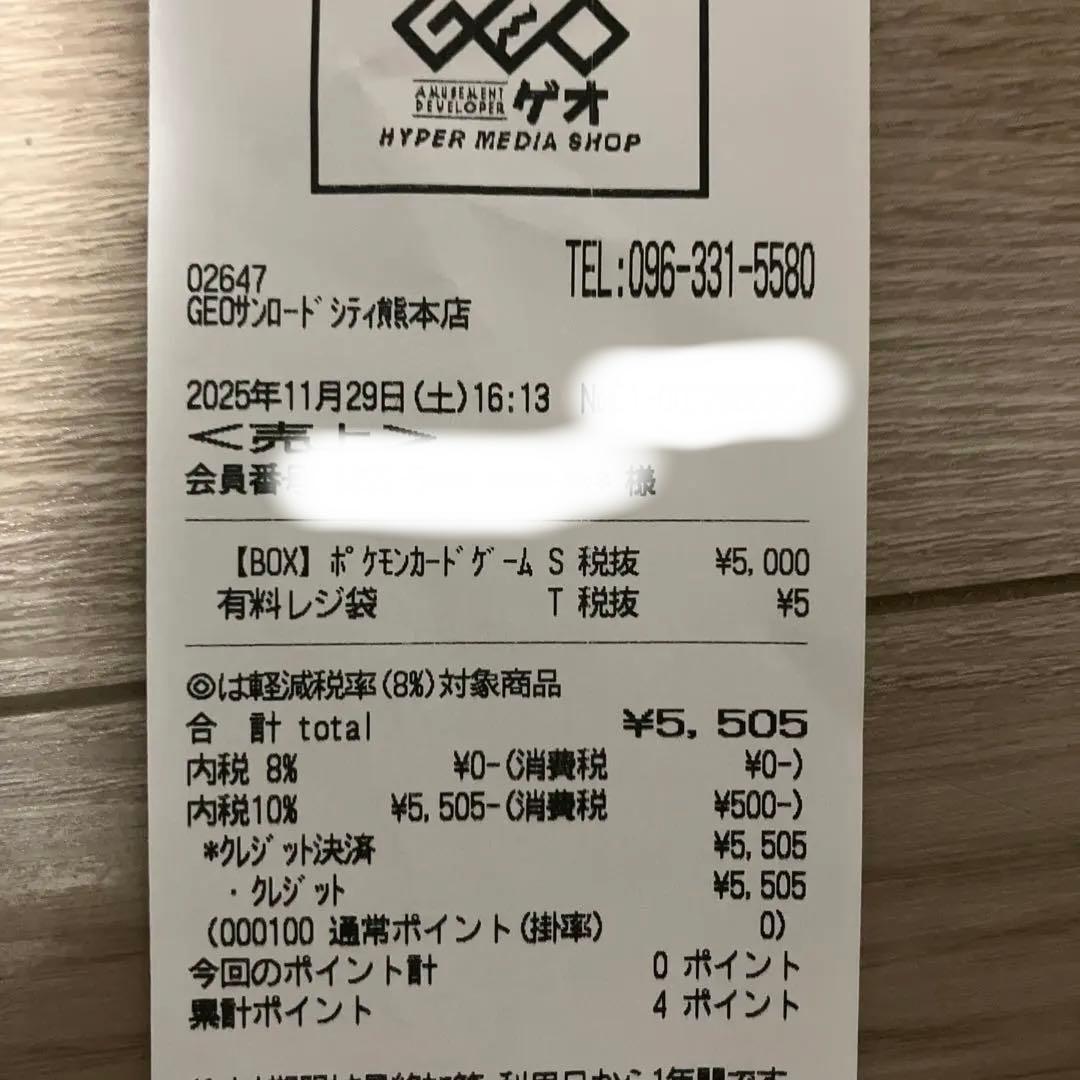 GEO
AMUSEMENT
DEVELOPER ゲオ
HYPER MEDIA SHOP
TEL:096-331-5580
02647
GEOサンロードシティ熊本店
2025年11月29日(土)16:13
<売上>
会員番号 様
【BOX】ポケモンカードゲーム S 税抜 ¥5,000
有料レジ袋 T 税抜 ¥5
◎は軽減税率(8%)対象商品
合 計 total ¥5,505
内税 8% ¥0-(消費税 ¥0-)
内税10% ¥5,505-(消費税 ¥500-)
*クレジット決済 ¥5,505
・クレジット ¥5,505
(000100 通常ポイント(掛率) 0)
今回のポイント計 0 ポイント
累計ポイント 4 ポイント